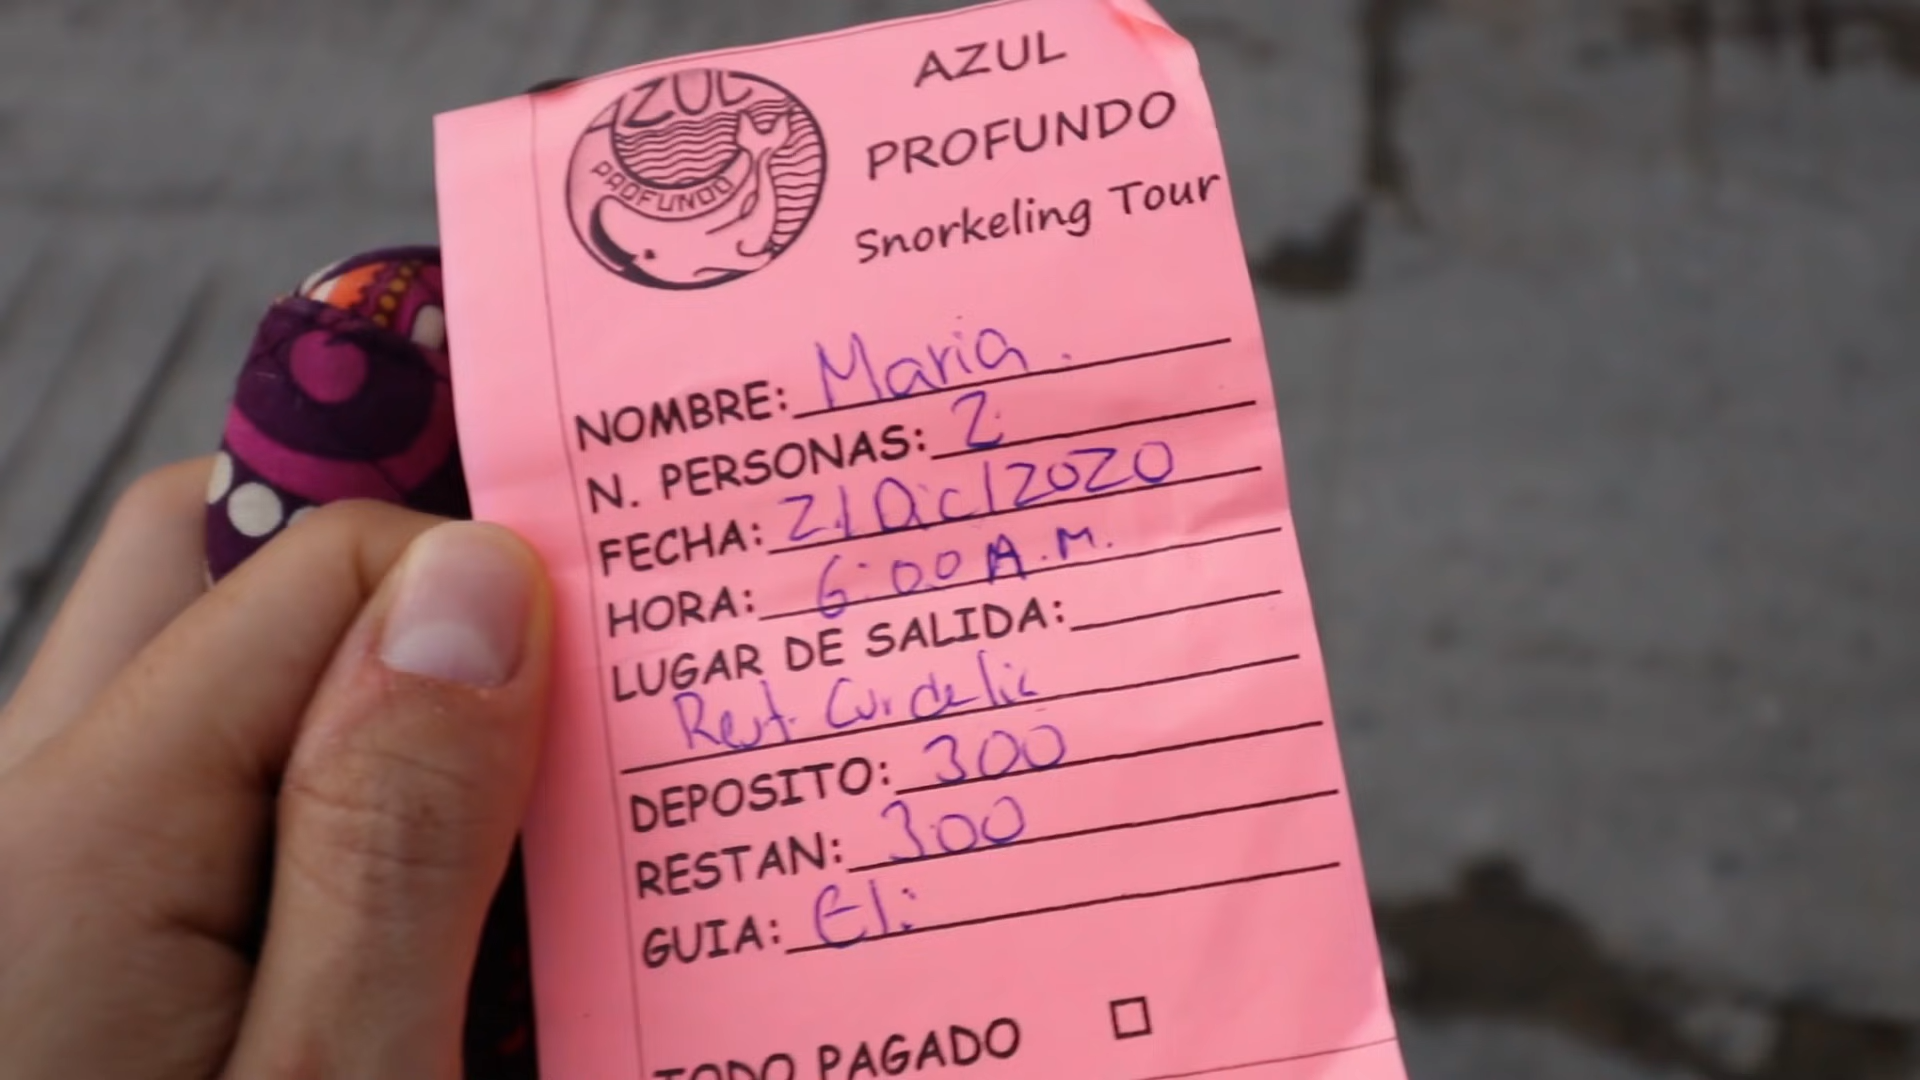 AZUL
PROFUNDO
AZUL
PROFUNDO
Snorkeling Tour
NOMBRE: Maria.
N. PERSONAS: 2
FECHA: 21/Dic/2020
HORA: 6:00 A.M.
LUGAR DE SALIDA:
Rest.
DEPOSITO: 300
RESTAN: 300
GUIA: Eli
TODO PAGADO